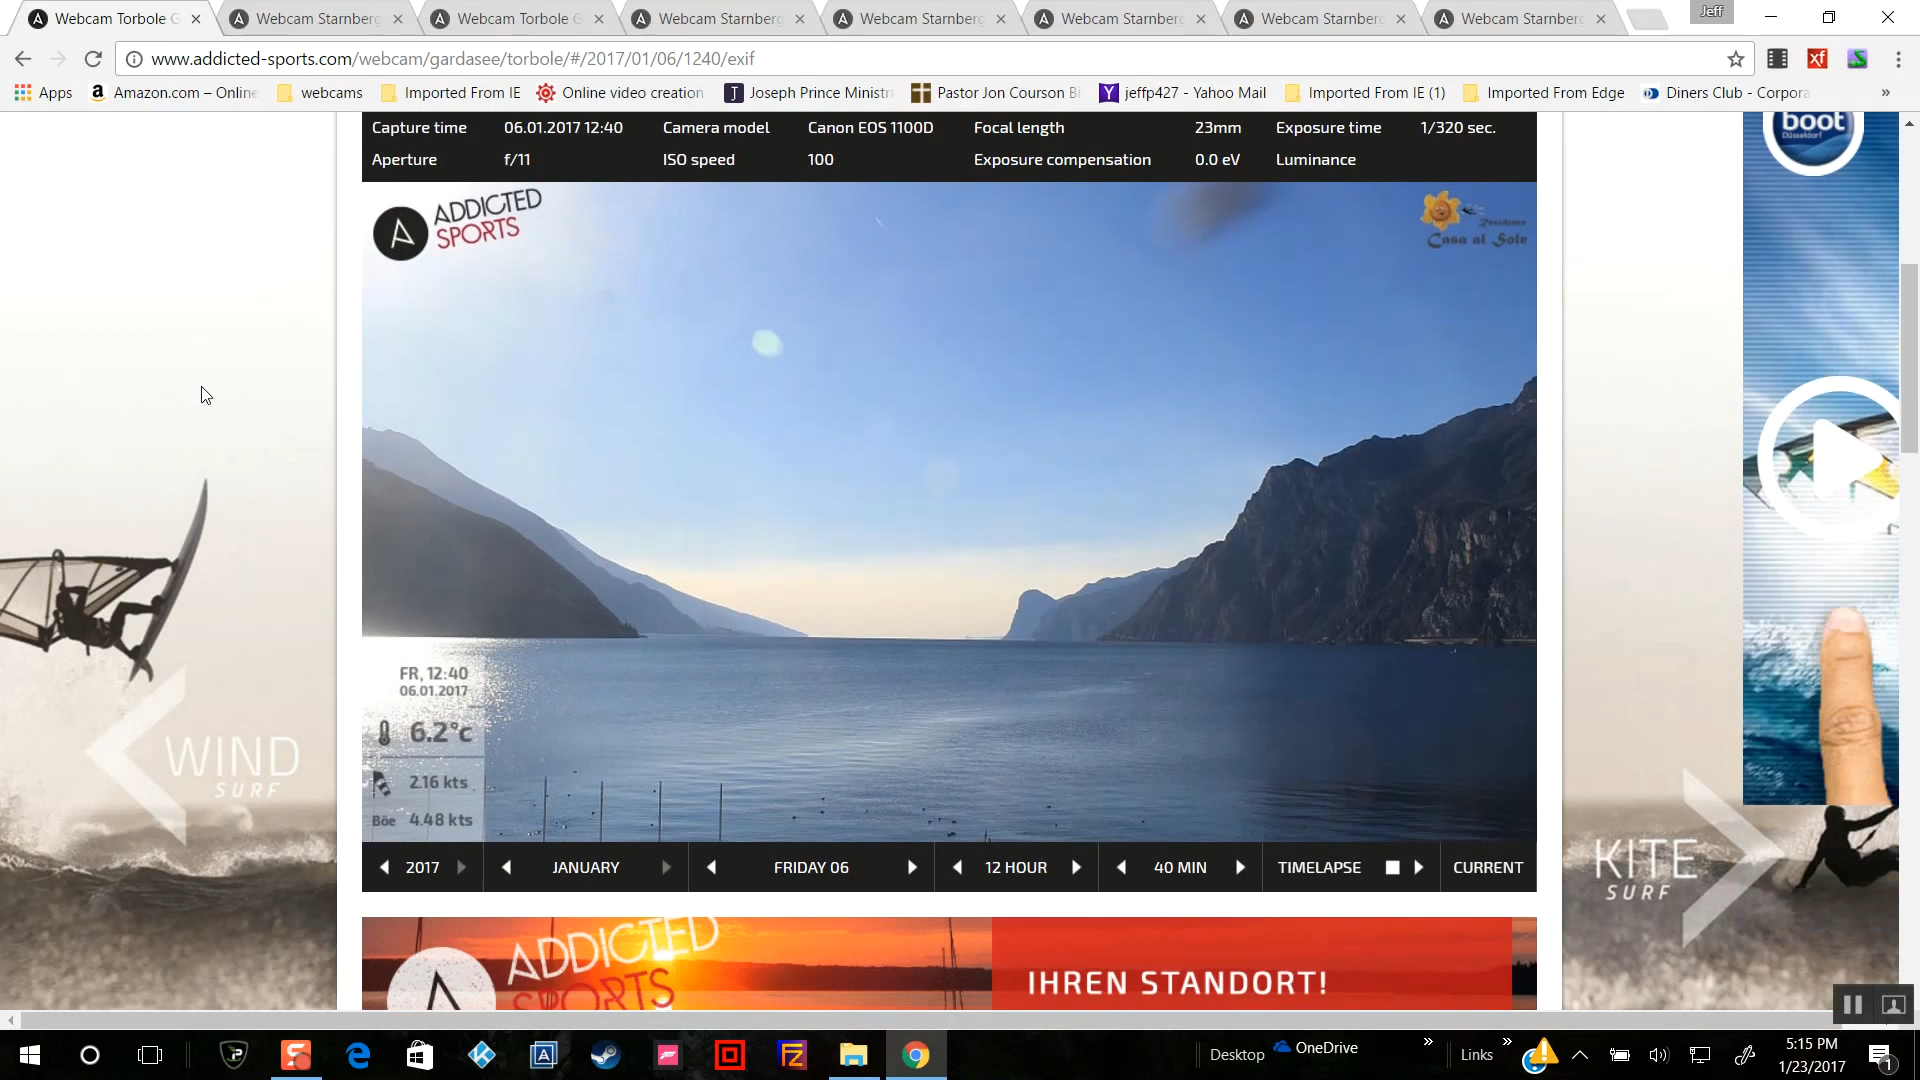 Webcam Torbole G
Webcam Starnberg
Webcam Torbole G
Webcam Starnberg
Webcam Starnberg
Webcam Starnberg
Webcam Starnberg
Webcam Starnberg
Jeff
www.addicted-sports.com/webcam/gardasee/torbole/#/2017/01/06/1240/exif
Apps
Amazon.com – Online
webcams
Imported From IE
Online video creation
Joseph Prince Ministri
Pastor Jon Courson Bi
jeffp427 - Yahoo Mail
Imported From IE (1)
Imported From Edge
Diners Club - Corpora
»
Capture time 06.01.2017 12:40 Camera model Canon EOS 1100D Focal length 23mm Exposure time 1/320 sec.
Aperture f/11 ISO speed 100 Exposure compensation 0.0 eV Luminance
boot
Düsseldorf
ADDICTED
SPORTS
Residence
Casa al Sole
FR, 12:40
06.01.2017
6.2°C
2.16 kts
Böe 4.48 kts
WIND
SURF
KITE
SURF
2017 JANUARY FRIDAY 06 12 HOUR 40 MIN TIMELAPSE CURRENT
ADDICTED
SPORTS
IHREN STANDORT!
Desktop
OneDrive
»
Links
»
5:15 PM
1/23/2017
1